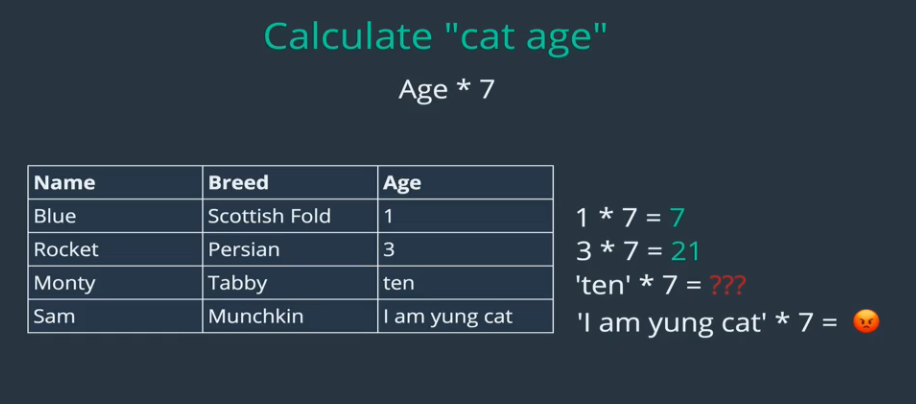 Calculate "cat age"
Age * 7
Name Breed Age
Blue Scottish Fold 1
1 * 7 = 7
Rocket Persian 3
3 * 7 = 21
Monty Tabby ten
'ten' * 7 = ???
Sam Munchkin I am yung cat
'I am yung cat' * 7 = 😡